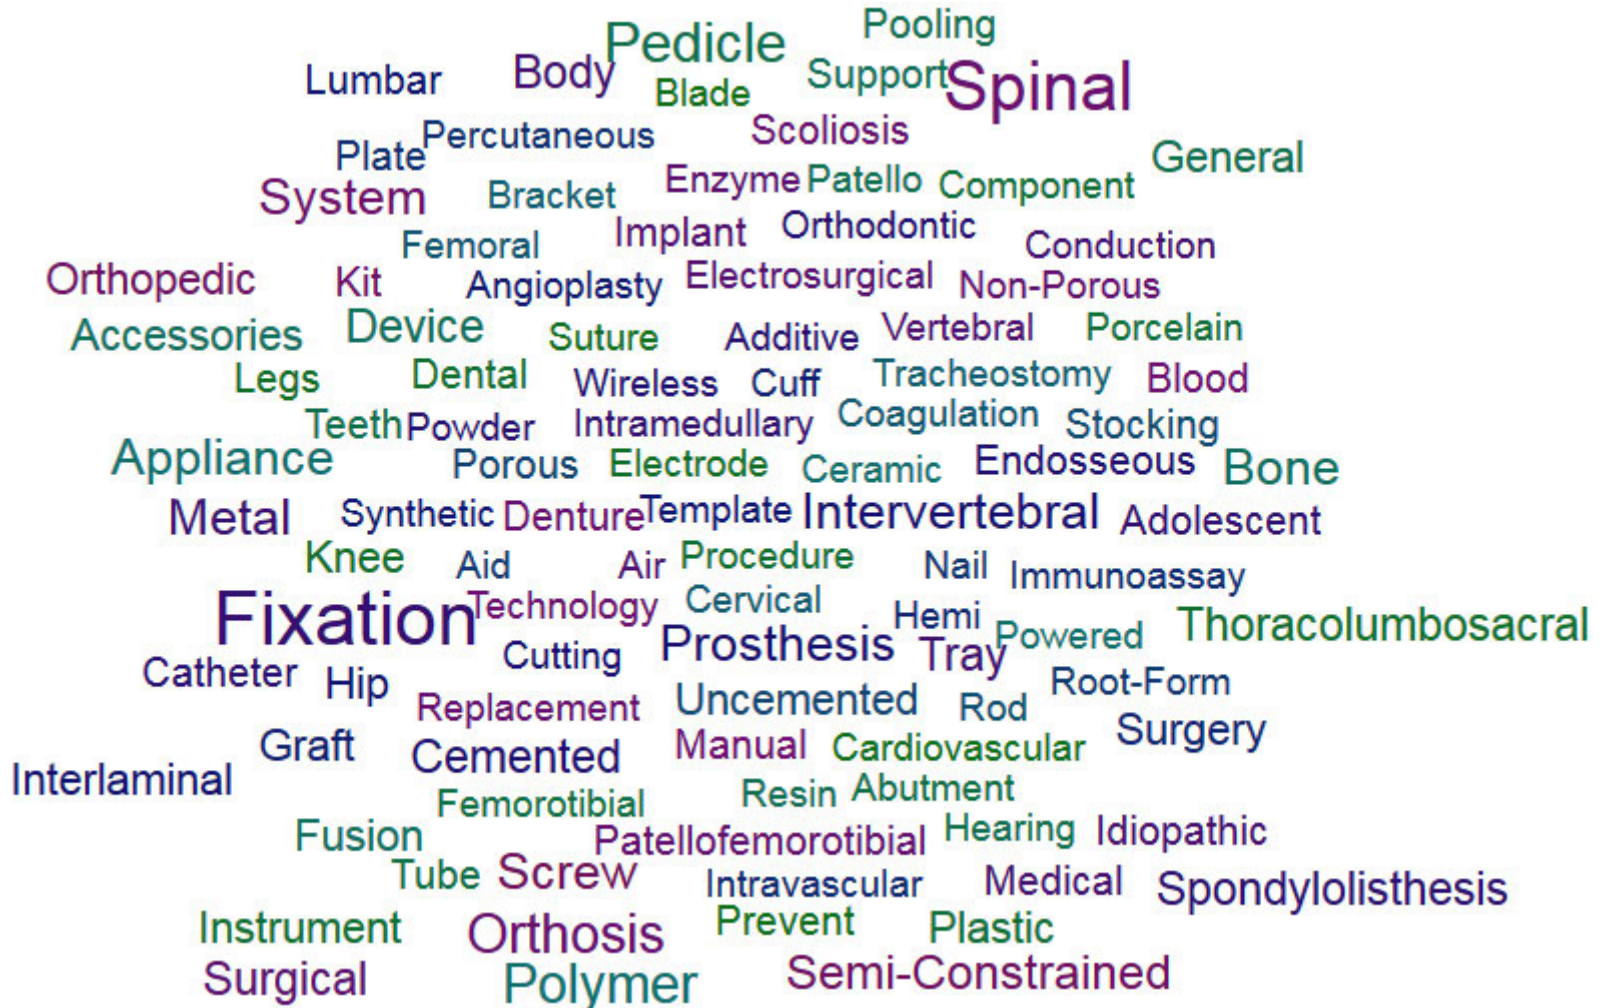 Pooling
Pedicle
Lumbar Body Blade Support Spinal
Percutaneous Scoliosis
Plate General
System Bracket Enzyme Patello Component
Femoral Implant Orthodontic Conduction
Orthopedic Kit Angioplasty Electrosurgical Non-Porous
Accessories Device Suture Additive Vertebral Porcelain
Legs Dental Wireless Cuff Tracheostomy Blood
Teeth Powder Intramedullary Coagulation Stocking
Appliance Porous Electrode Ceramic Endosseous Bone
Metal Synthetic Denture Template Intervertebral Adolescent
Knee Aid Air Procedure Nail Immunoassay
Fixation Technology Cervical Hemi Powered Thoracolumbosacral
Cutting Prosthesis Tray
Catheter Hip Root-Form
Replacement Uncemented Rod
Graft Cemented Manual Cardiovascular Surgery
Interlaminal
Femorotibial Resin Abutment
Fusion Patellofemorotibial Hearing Idiopathic
Tube Screw Intravascular Medical Spondylolisthesis
Instrument Orthosis Prevent Plastic
Surgical Polymer Semi-Constrained